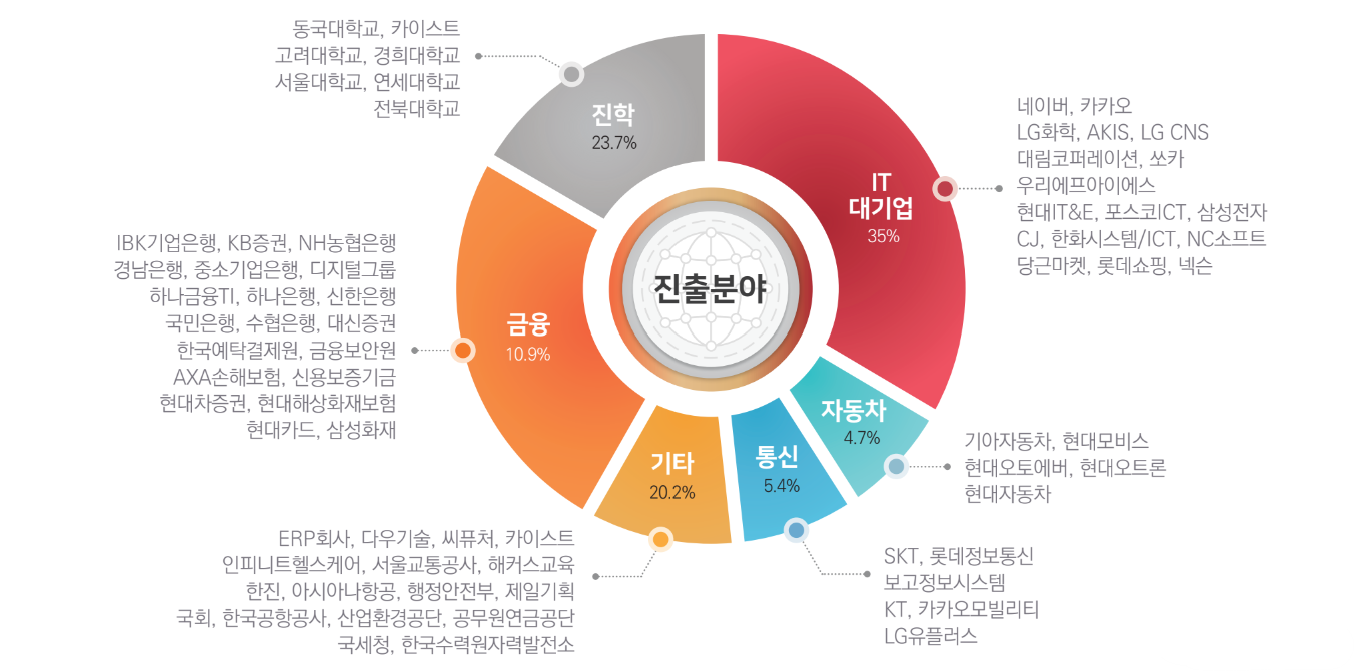 동국대학교, 카이스트
고려대학교, 경희대학교
서울대학교, 연세대학교
전북대학교
진학
23.7%
IT
대기업
35%
네이버, 카카오
LG화학, AKIS, LG CNS
대림코퍼레이션, 쏘카
우리에프아이에스
현대IT&E, 포스코ICT, 삼성전자
CJ, 한화시스템/ICT, NC소프트
당근마켓, 롯데쇼핑, 넥슨
IBK기업은행, KB증권, NH농협은행
경남은행, 중소기업은행, 디지털그룹
하나금융TI, 하나은행, 신한은행
국민은행, 수협은행, 대신증권
한국예탁결제원, 금융보안원
AXA손해보험, 신용보증기금
현대차증권, 현대해상화재보험
현대카드, 삼성화재
금융
10.9%
진출분야
자동차
4.7%
기아자동차, 현대모비스
현대오토에버, 현대오트론
현대자동차
통신
5.4%
SKT, 롯데정보통신
보고정보시스템
KT, 카카오모빌리티
LG유플러스
기타
20.2%
ERP회사, 다우기술, 씨퓨처, 카이스트
인피니트헬스케어, 서울교통공사, 해커스교육
한진, 아시아나항공, 행정안전부, 제일기획
국회, 한국공항공사, 산업환경공단, 공무원연금공단
국세청, 한국수력원자력발전소